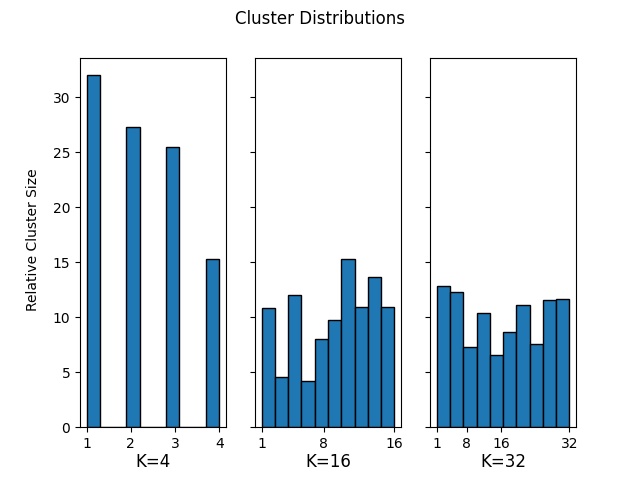 Cluster Distributions
Relative Cluster Size
30
25
20
15
10
5
0
1 2 3 4
K=4
1 8 16
K=16
1 8 16 32
K=32